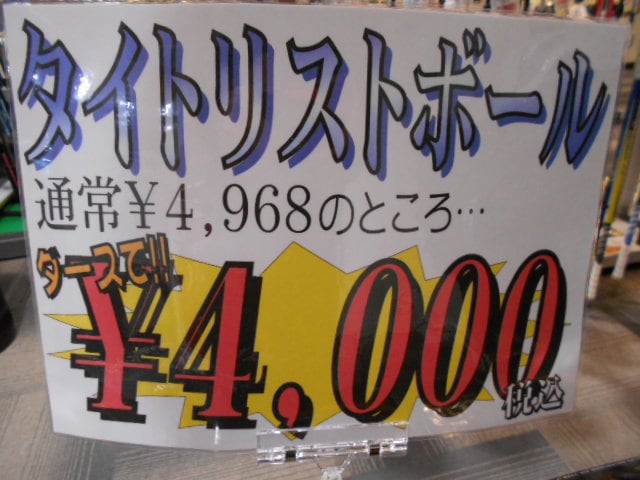 タイトリストボール
通常¥4,968のところ…
ダースで!!
¥4,000
税込